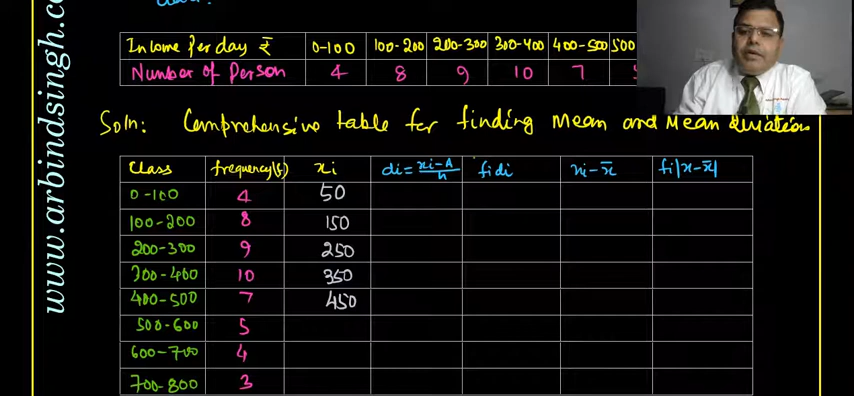 www.arbindsingh.co
Income Per day ₹ 0-100 100-200 200-300 300-400 400-500 500
Number of Person 4 8 9 10 7
Soln: Comprehensive table for finding Mean and Mean deviation
Class frequency(f) xi di = xi-A/h fidi xi-x̄ fi|x-x̄|
0-100 4 50
100-200 8 150
200-300 9 250
300-400 10 350
400-500 7 450
500-600 5
600-700 4
700-800 3